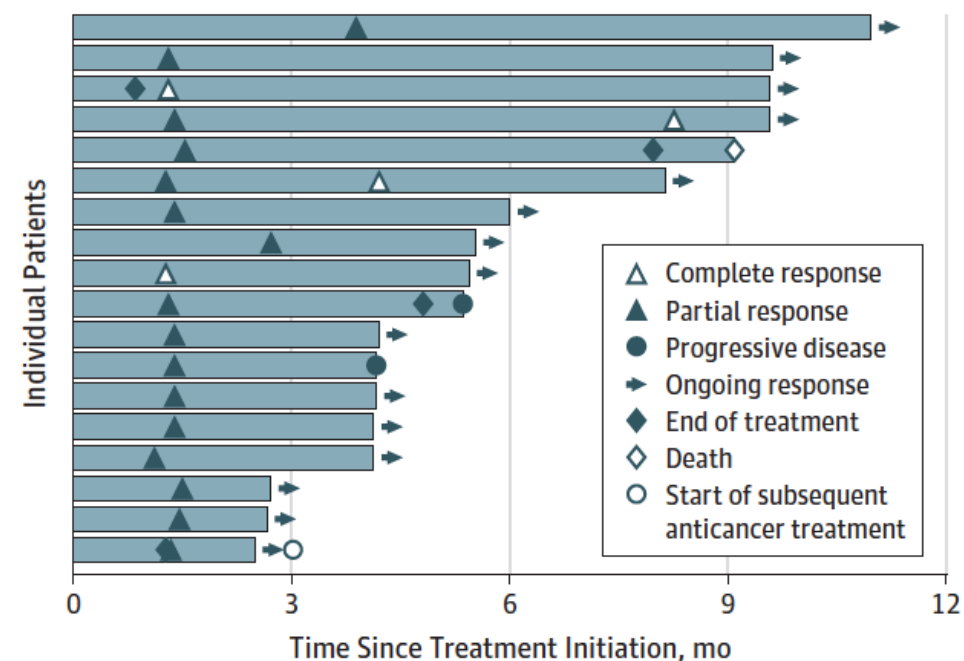 Individual Patients
Complete response
Partial response
Progressive disease
Ongoing response
End of treatment
Death
Start of subsequent
anticancer treatment
0 3 6 9 12
Time Since Treatment Initiation, mo